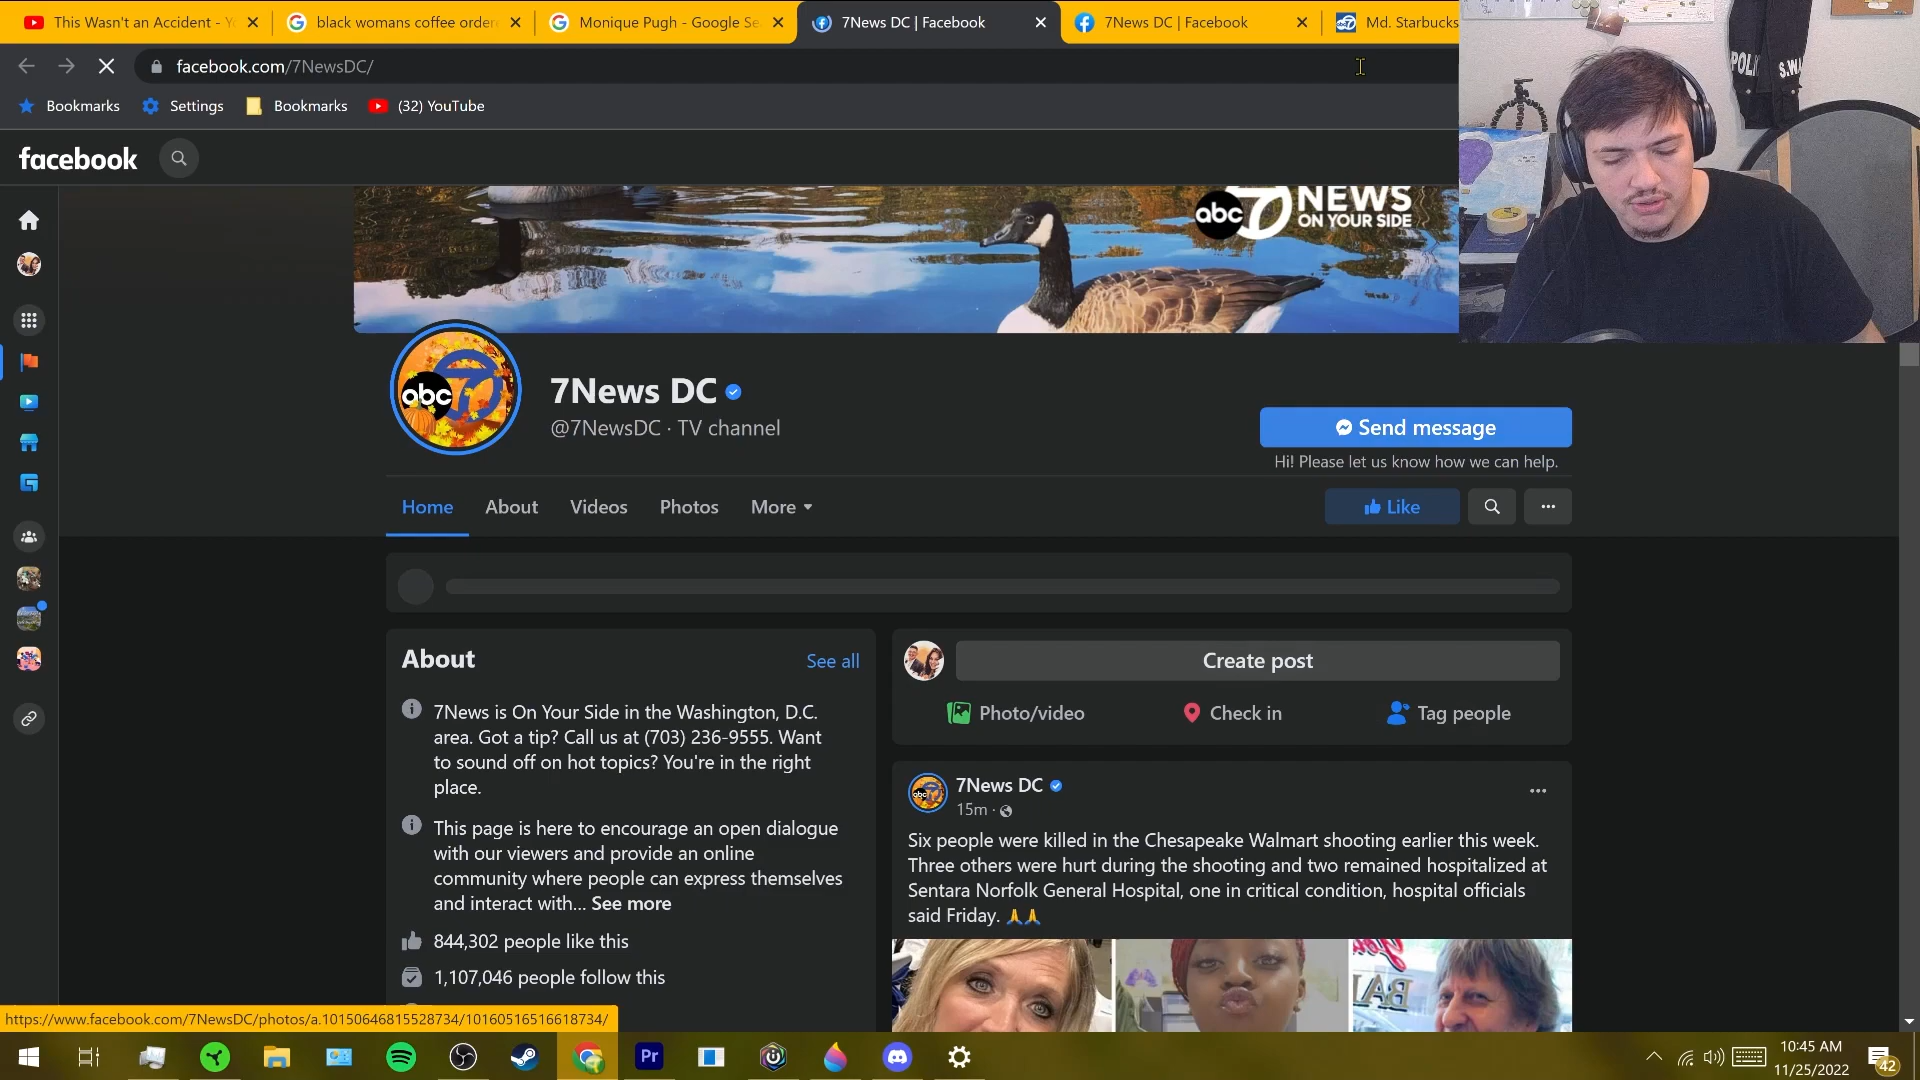 This Wasn't an Accident - Yo
black womans coffee order
Monique Pugh - Google Se
7News DC | Facebook
7News DC | Facebook
Md. Starbucks
facebook.com/7NewsDC/
Bookmarks
Settings
Bookmarks
(32) YouTube
facebook
abc 7 NEWS
ON YOUR SIDE
POLI
S.W.A
abc 7
7News DC
@7NewsDC · TV channel
Send message
Hi! Please let us know how we can help.
Home
About
Videos
Photos
More
Like
About
See all
7News is On Your Side in the Washington, D.C.
area. Got a tip? Call us at (703) 236-9555. Want
to sound off on hot topics? You're in the right
place.
This page is here to encourage an open dialogue
with our viewers and provide an online
community where people can express themselves
and interact with... See more
844,302 people like this
1,107,046 people follow this
Create post
Photo/video
Check in
Tag people
7News DC
15m ·
Six people were killed in the Chesapeake Walmart shooting earlier this week.
Three others were hurt during the shooting and two remained hospitalized at
Sentara Norfolk General Hospital, one in critical condition, hospital officials
said Friday. 🙏🙏
BA
https://www.facebook.com/7NewsDC/photos/a.10150646815528734/10160516516618734/
Pr
10:45 AM
11/25/2022
42